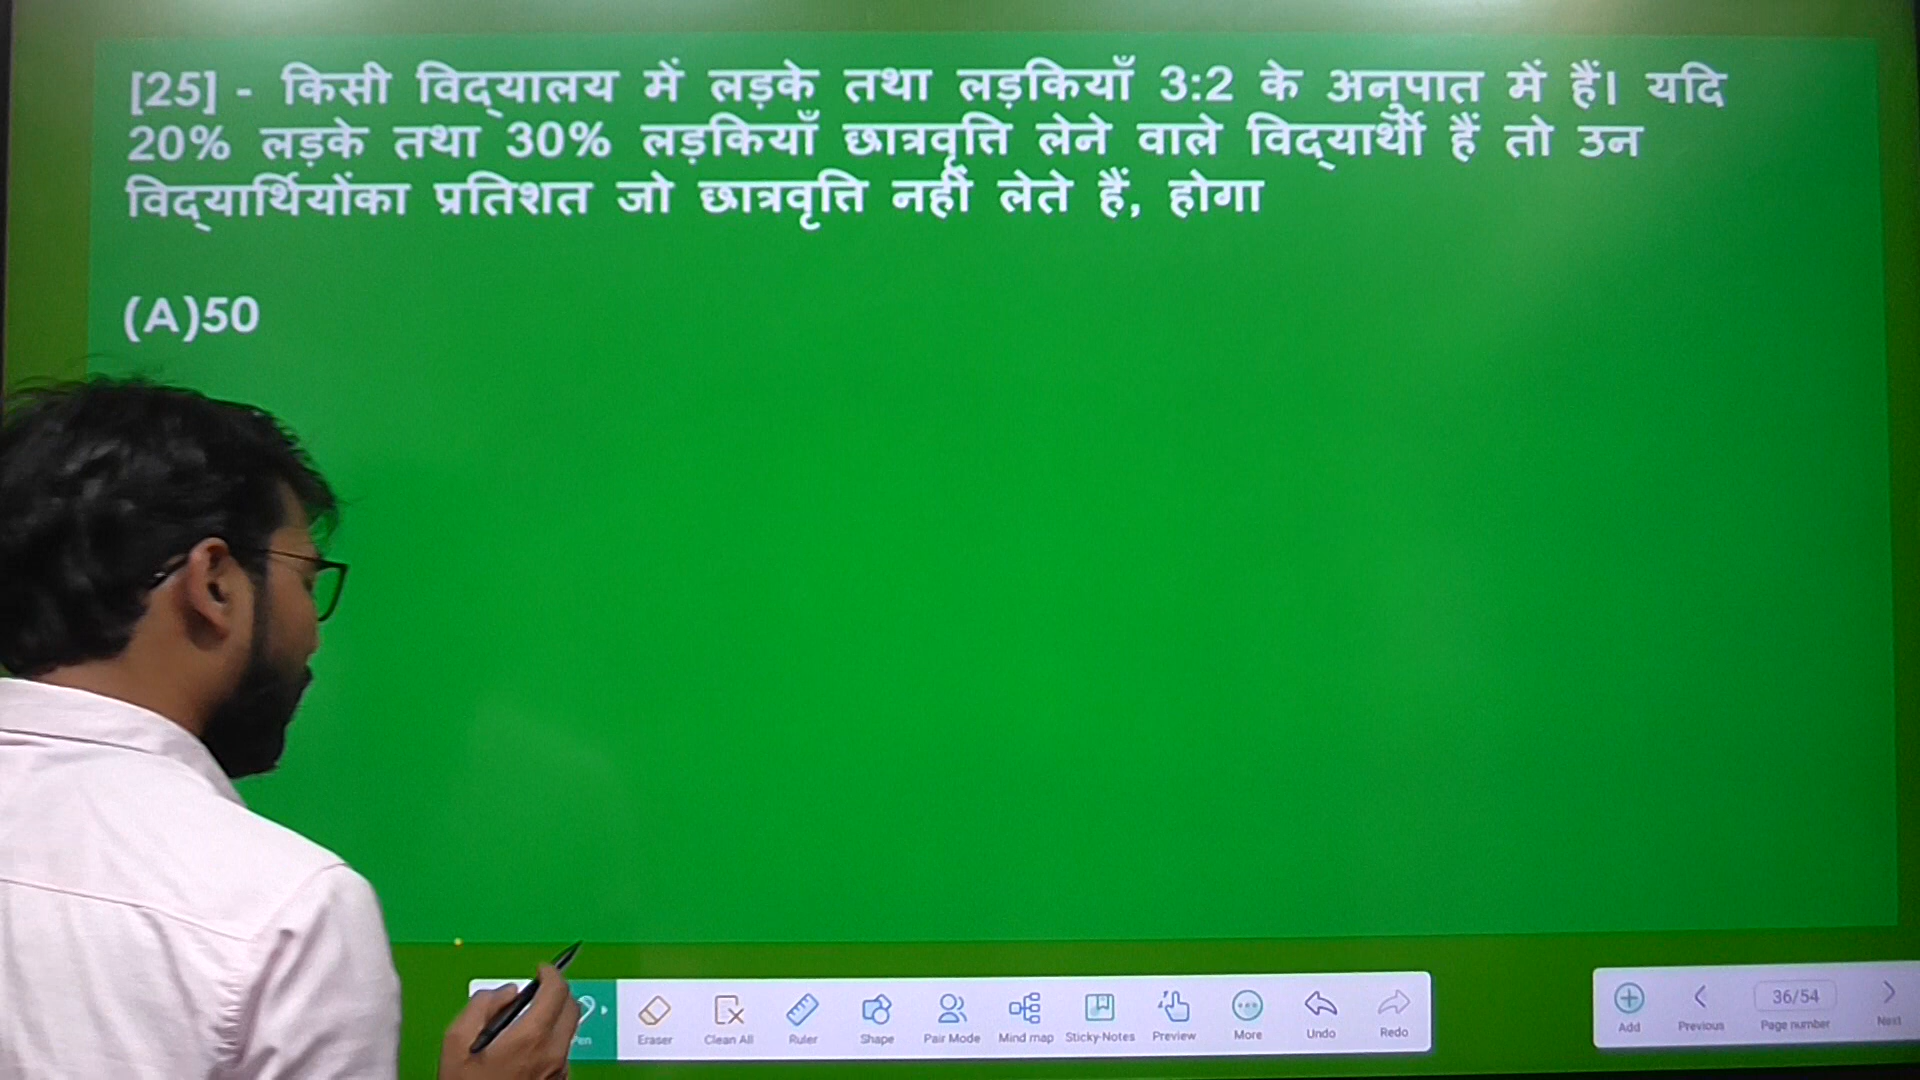 [25] - किसी विद्यालय में लड़के तथा लड़कियाँ 3:2 के अनुपात में हैं। यदि
20% लड़के तथा 30% लड़कियाँ छात्रवृत्ति लेने वाले विद्यार्थी हैं तो उन
विद्यार्थियोंका प्रतिशत जो छात्रवृत्ति नहीं लेते हैं, होगा
(A)50
Pen Eraser Clean All Ruler Shape Pair Mode Mind map Sticky-Notes Preview More Undo Redo
Add Previous 36/54 Page number Next